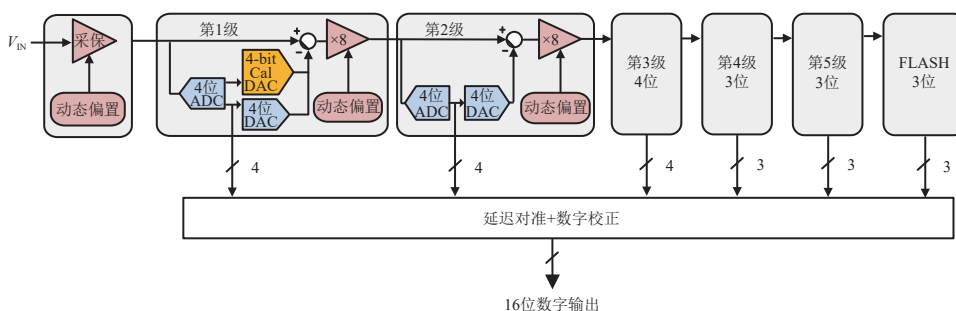 V_IN
采保
动态偏置
第1级
4位
ADC
4-bit
Cal
DAC
4位
DAC
+
−
×8
动态偏置
第2级
4位
ADC
4位
DAC
+
−
×8
动态偏置
第3级
4位
第4级
3位
第5级
3位
FLASH
3位
4
4
4
3
3
3
延迟对准+数字校正
16位数字输出